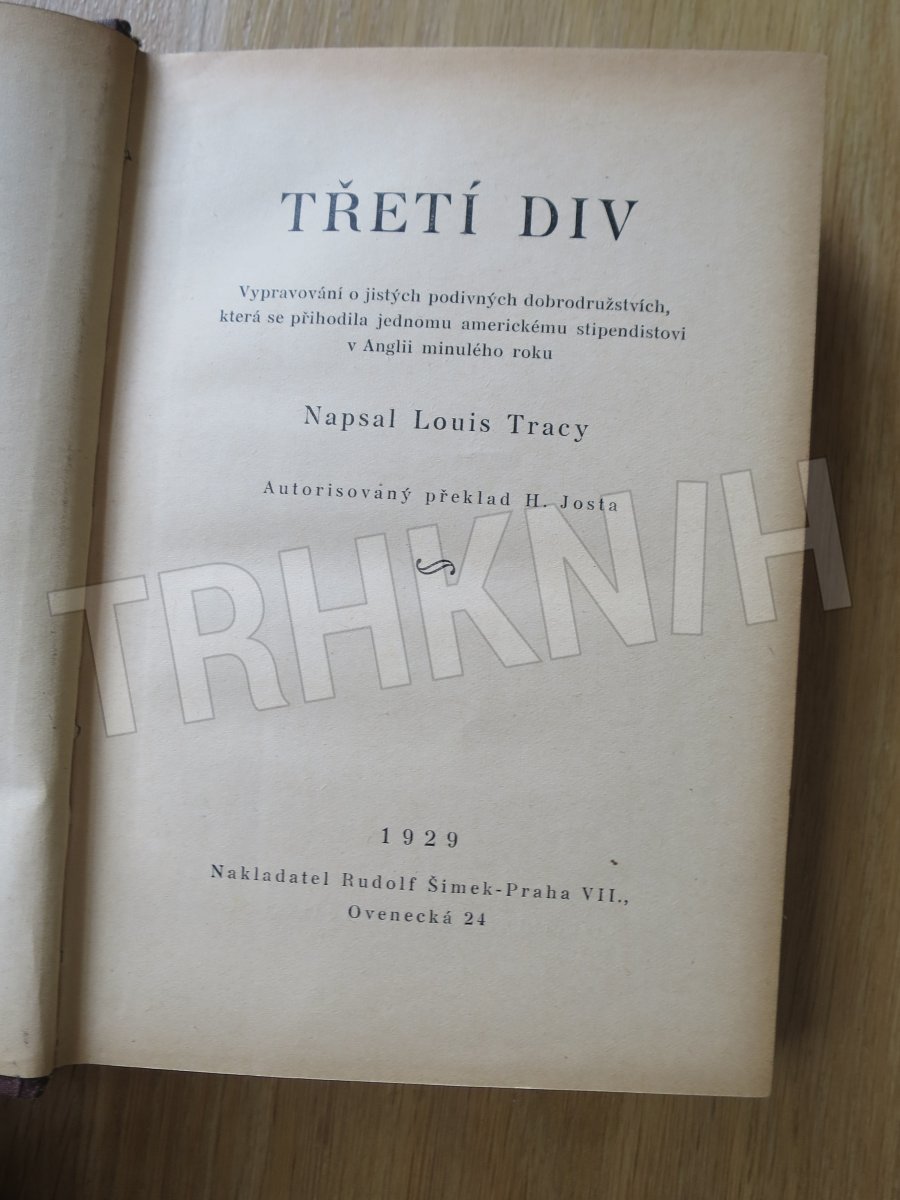 TŘETÍ DIV
Vypravování o jistých podivných dobrodružstvích,
která se přihodila jednomu americkému stipendistovi
v Anglii minulého roku
Napsal Louis Tracy
Autorisovaný překlad H. Josta
TRHKNIH
1929
Nakladatel Rudolf Šimek-Praha VII.,
Ovenecká 24